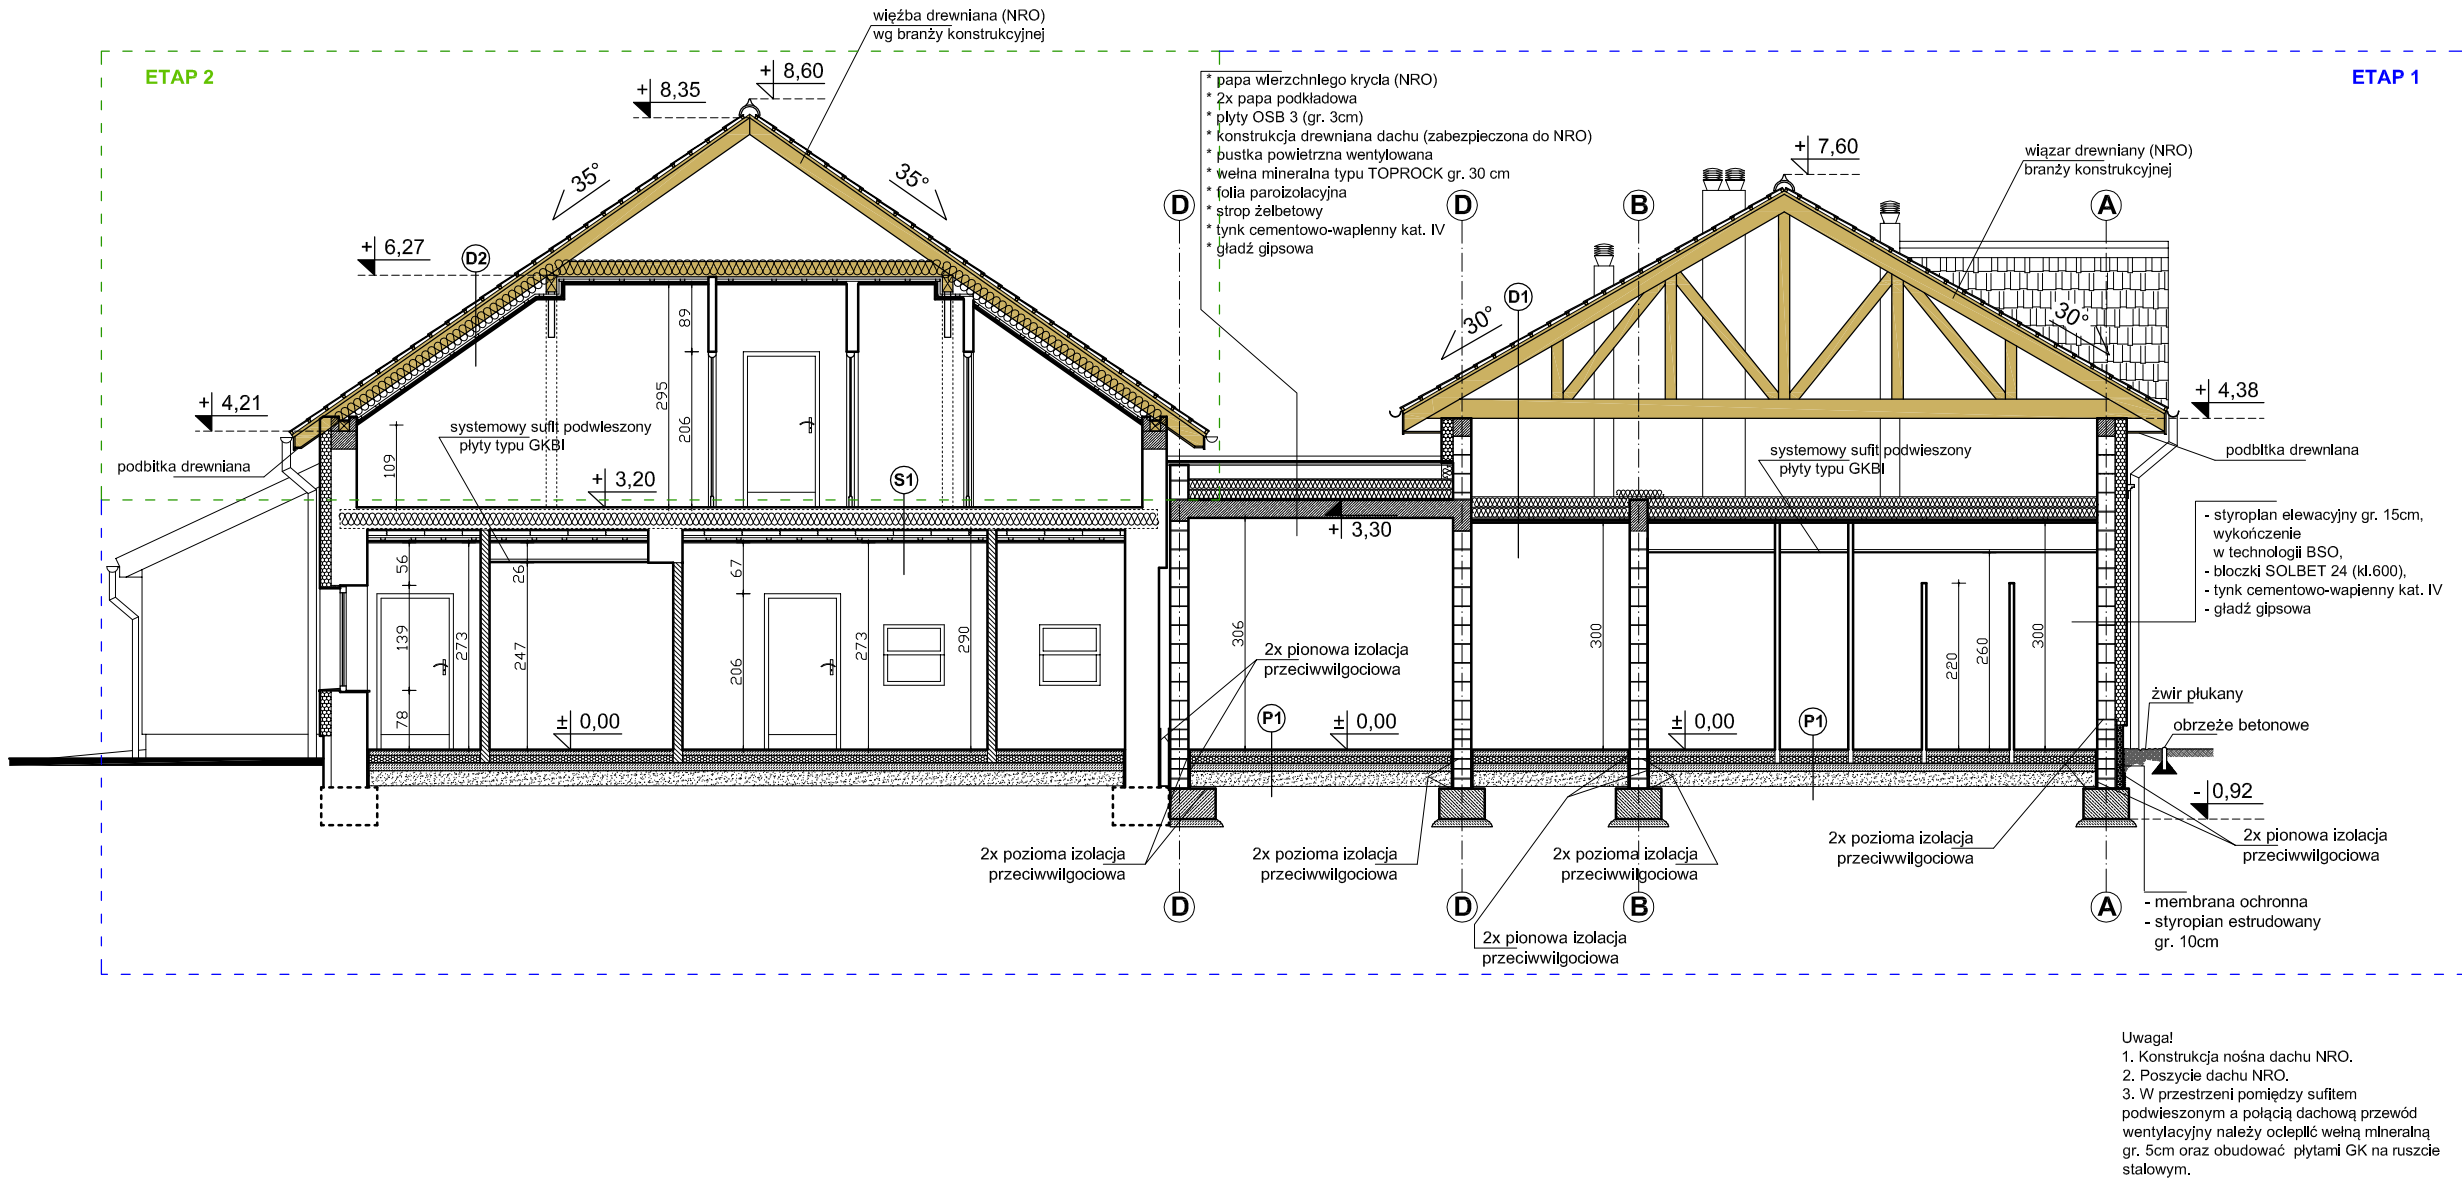 więźba drewniana (NRO)
wg branży konstrukcyjnej
ETAP 2
ETAP 1
+ 8,60
+ 8,35
35°
35°
+ 6,27
D2
+ 4,21
* papa wierzchniego krycia (NRO)
* 2x papa podkładowa
* płyty OSB 3 (gr. 3cm)
* konstrukcja drewniana dachu (zabezpieczona do NRO)
* pustka powietrzna wentylowana
* wełna mineralna typu TOPROCK gr. 30 cm
* folia paroizolacyjna
* strop żelbetowy
* tynk cementowo-wapienny kat. IV
* gładź gipsowa
D
D
B
A
+ 7,60
wiązar drewniany (NRO)
branży konstrukcyjnej
30°
30°
D1
+ 4,38
podbitka drewniana
systemowy sufit podwieszony
płyty typu GKBI
109
295
89
206
+ 3,20
S1
podbitka drewniana
systemowy sufit podwieszony
płyty typu GKBI
+ 3,30
- styropian elewacyjny gr. 15cm,
wykończenie
w technologii BSO,
- bloczki SOLBET 24 (kl.600),
- tynk cementowo-wapienny kat. IV
- gładź gipsowa
56
139
78
273
26
247
67
206
273
290
306
300
220
260
300
2x pionowa izolacja
przeciwwilgociowa
± 0,00
P1
± 0,00
± 0,00
P1
żwir płukany
obrzeże betonowe
- 0,92
2x pozioma izolacja
przeciwwilgociowa
2x pozioma izolacja
przeciwwilgociowa
2x pozioma izolacja
przeciwwilgociowa
2x pozioma izolacja
przeciwwilgociowa
2x pionowa izolacja
przeciwwilgociowa
D
D
B
A
2x pionowa izolacja
przeciwwilgociowa
- membrana ochronna
- styropian estrudowany
gr. 10cm
Uwaga!
1. Konstrukcja nośna dachu NRO.
2. Poszycie dachu NRO.
3. W przestrzeni pomiędzy sufitem
podwieszonym a połacią dachową przewód
wentylacyjny należy ocieplić wełną mineralną
gr. 5cm oraz obudować płytami GK na ruszcie
stalowym.